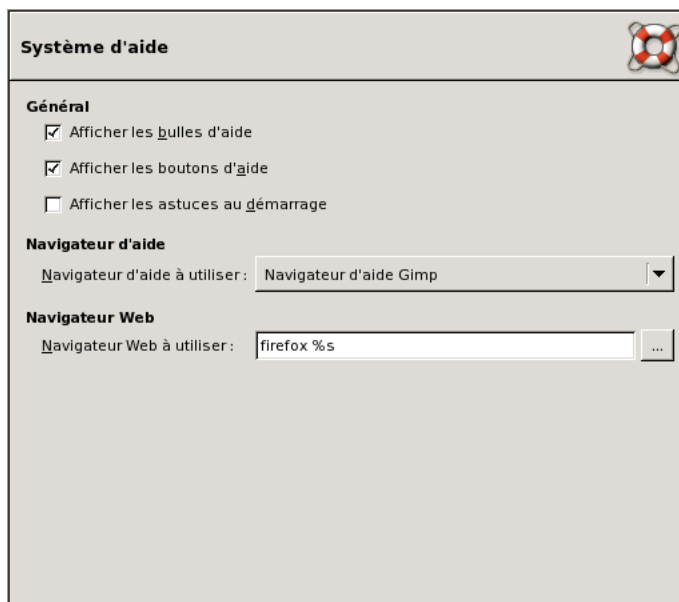 Système d'aide
Général
Afficher les bulles d'aide
Afficher les boutons d'aide
Afficher les astuces au démarrage
Navigateur d'aide
Navigateur d'aide à utiliser : Navigateur d'aide Gimp
Navigateur Web
Navigateur Web à utiliser : firefox %s ...